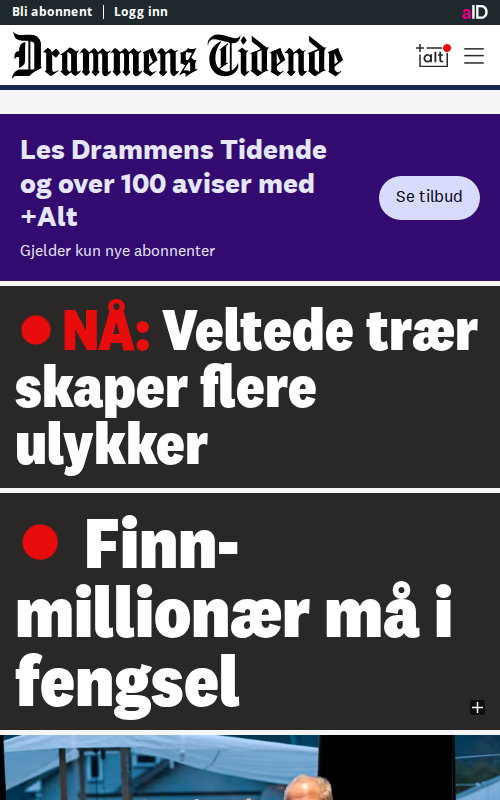 Bli abonnent | Logg inn
aID
Drammens Tidende
+alt
Les Drammens Tidende
og over 100 aviser med
+Alt
Se tilbud
Gjelder kun nye abonnenter
NÅ: Veltede trær
skaper flere
ulykker
Finn-
millionær må i
fengsel